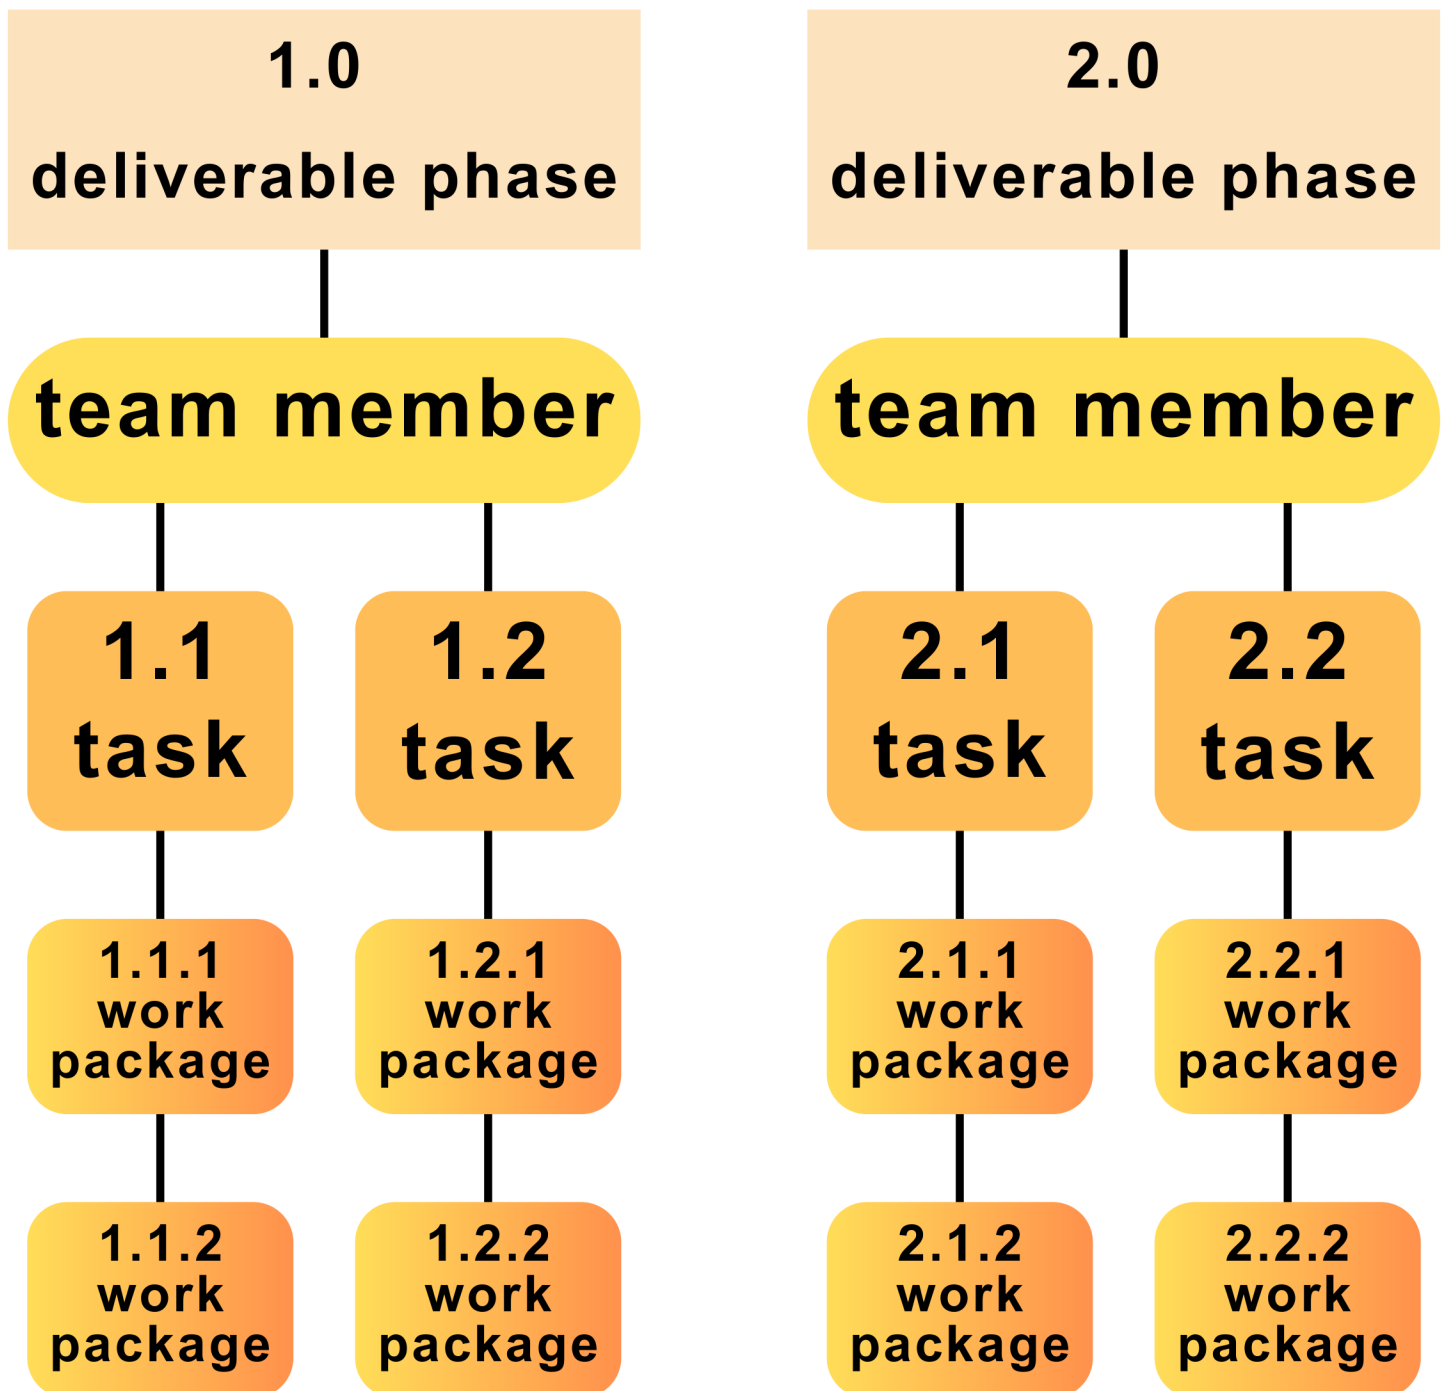 1.0
deliverable phase
team member
1.1
task
1.2
task
1.1.1
work
package
1.2.1
work
package
1.1.2
work
package
1.2.2
work
package
2.0
deliverable phase
team member
2.1
task
2.2
task
2.1.1
work
package
2.2.1
work
package
2.1.2
work
package
2.2.2
work
package